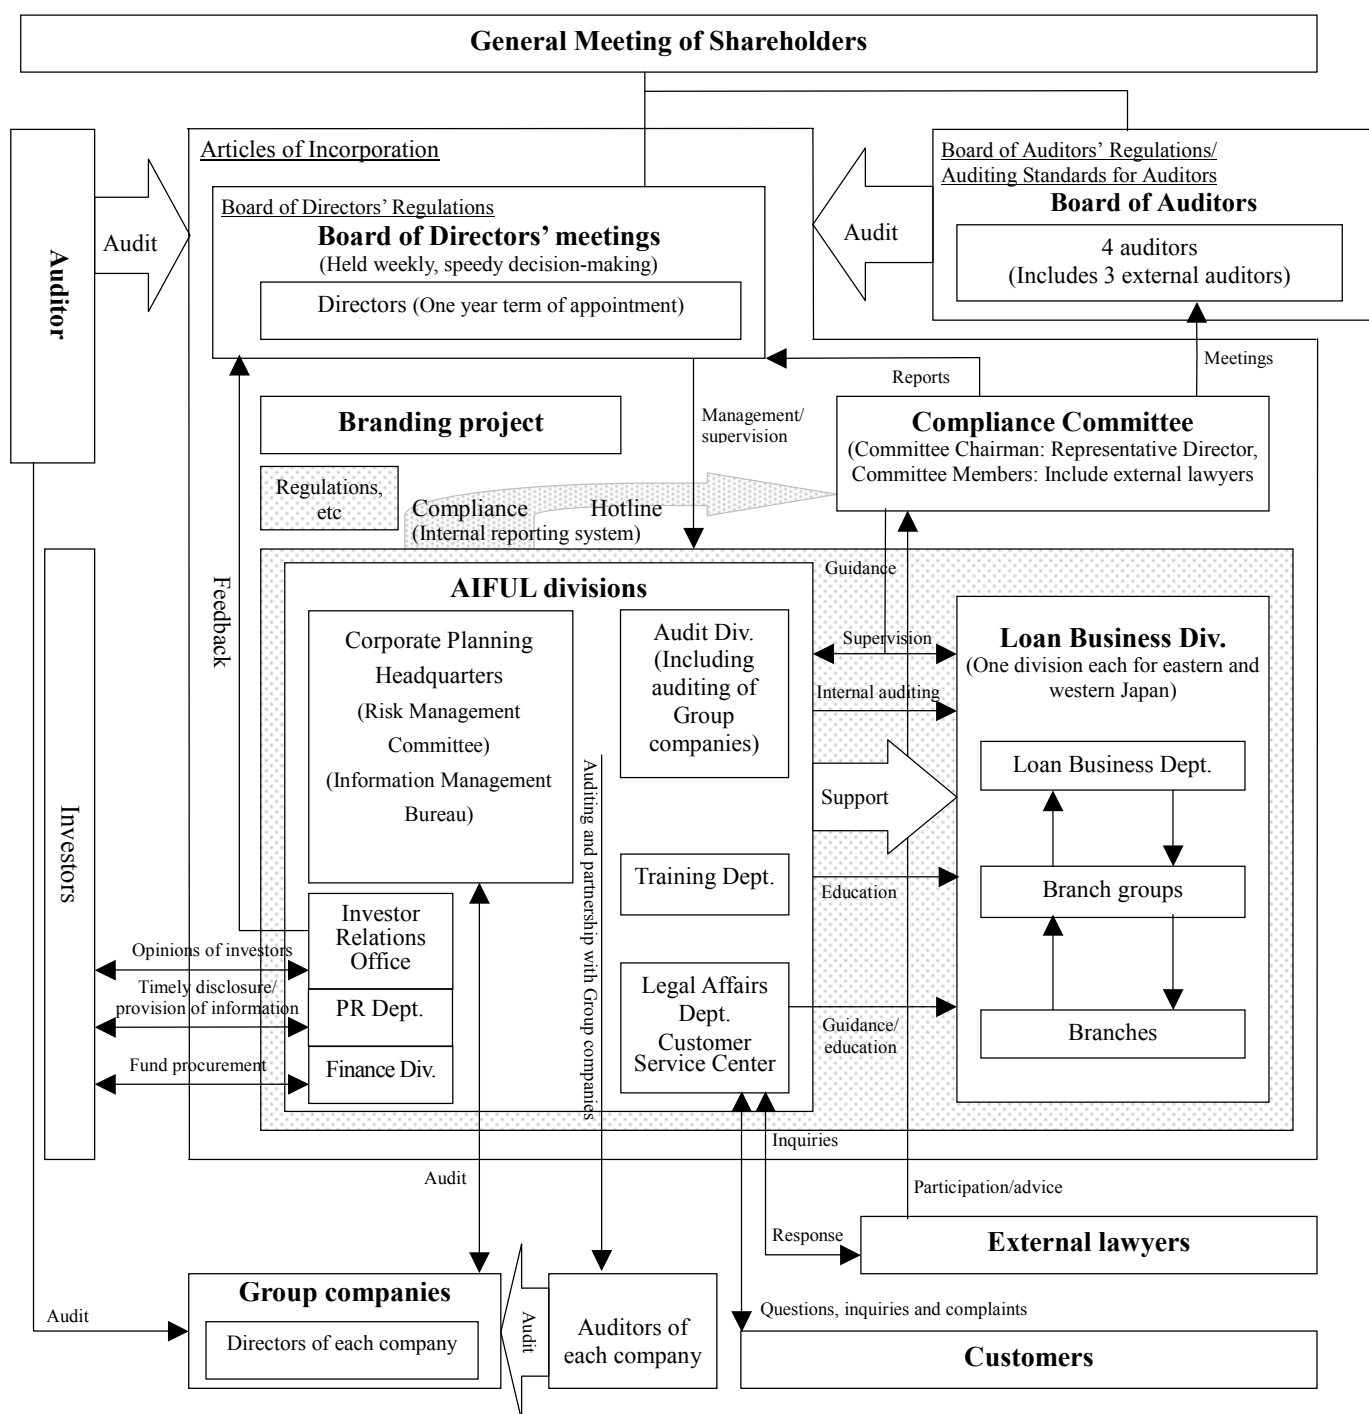 General Meeting of Shareholders
Articles of Incorporation
Board of Auditors’ Regulations/
Auditing Standards for Auditors
Board of Auditors
4 auditors
(Includes 3 external auditors)
Auditor
Audit
Board of Directors’ Regulations
Board of Directors’ meetings
(Held weekly, speedy decision-making)
Directors (One year term of appointment)
Audit
Meetings
Reports
Branding project
Management/
supervision
Compliance Committee
(Committee Chairman: Representative Director,
Committee Members: Include external lawyers
Regulations,
etc
Compliance Hotline
(Internal reporting system)
Feedback
Guidance
AIFUL divisions
Corporate Planning
Headquarters
(Risk Management
Committee)
(Information Management
Bureau)
Audit Div.
(Including
auditing of
Group
companies)
Supervision
Internal auditing
Loan Business Div.
(One division each for eastern and
western Japan)
Loan Business Dept.
Support
Auditing and partnership with Group companies
Investors
Training Dept.
Education
Branch groups
Investor
Relations
Office
Opinions of investors
Timely disclosure/
provision of information
PR Dept.
Legal Affairs
Dept.
Customer
Service Center
Guidance/
education
Branches
Fund procurement
Finance Div.
Inquiries
Audit
Participation/advice
Response
External lawyers
Group companies
Directors of each company
Audit
Audit
Auditors of
each company
Questions, inquiries and complaints
Customers